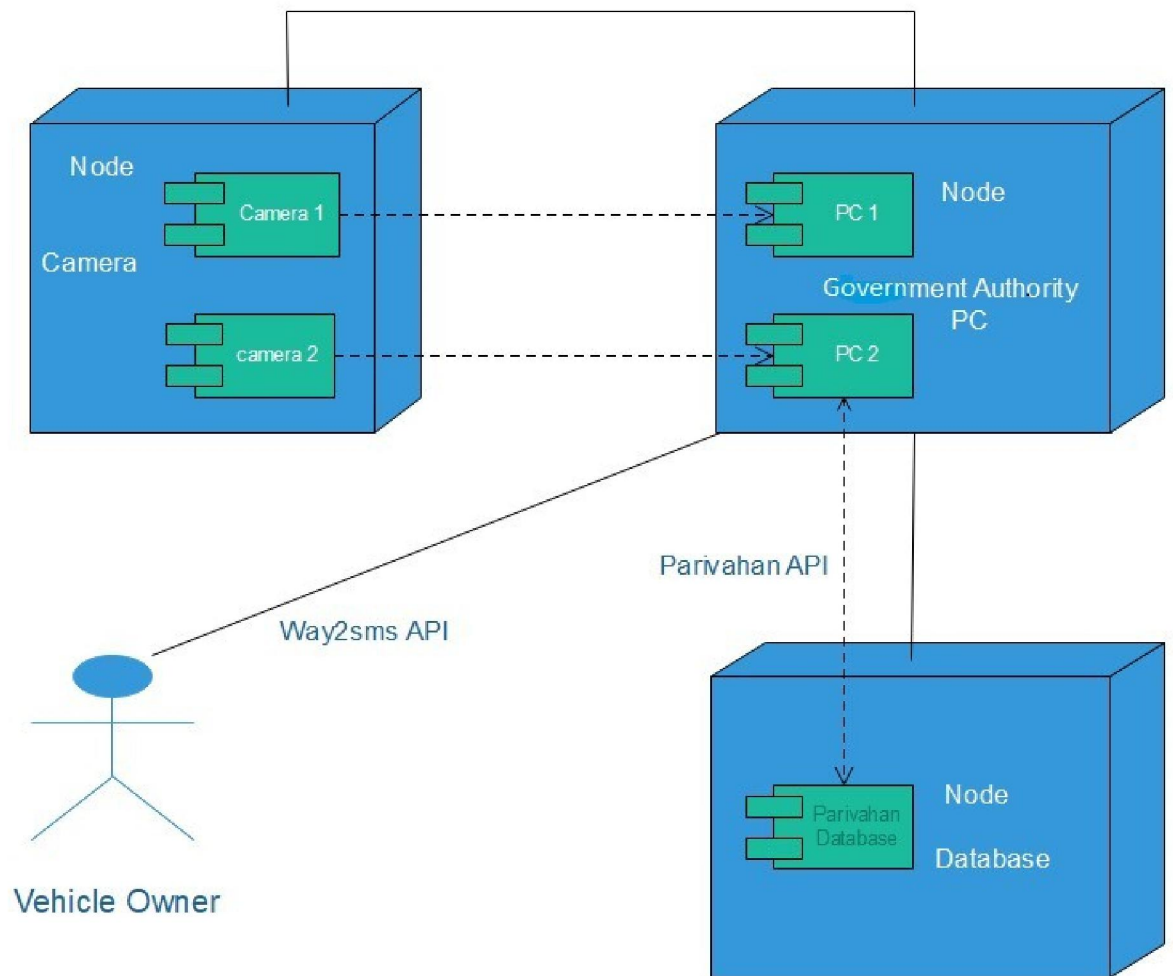 Node
Camera 1
Camera
camera 2
PC 1
Node
Government Authority
PC
PC 2
Parivahan API
Way2sms API
Vehicle Owner
Parivahan
Database
Node
Database